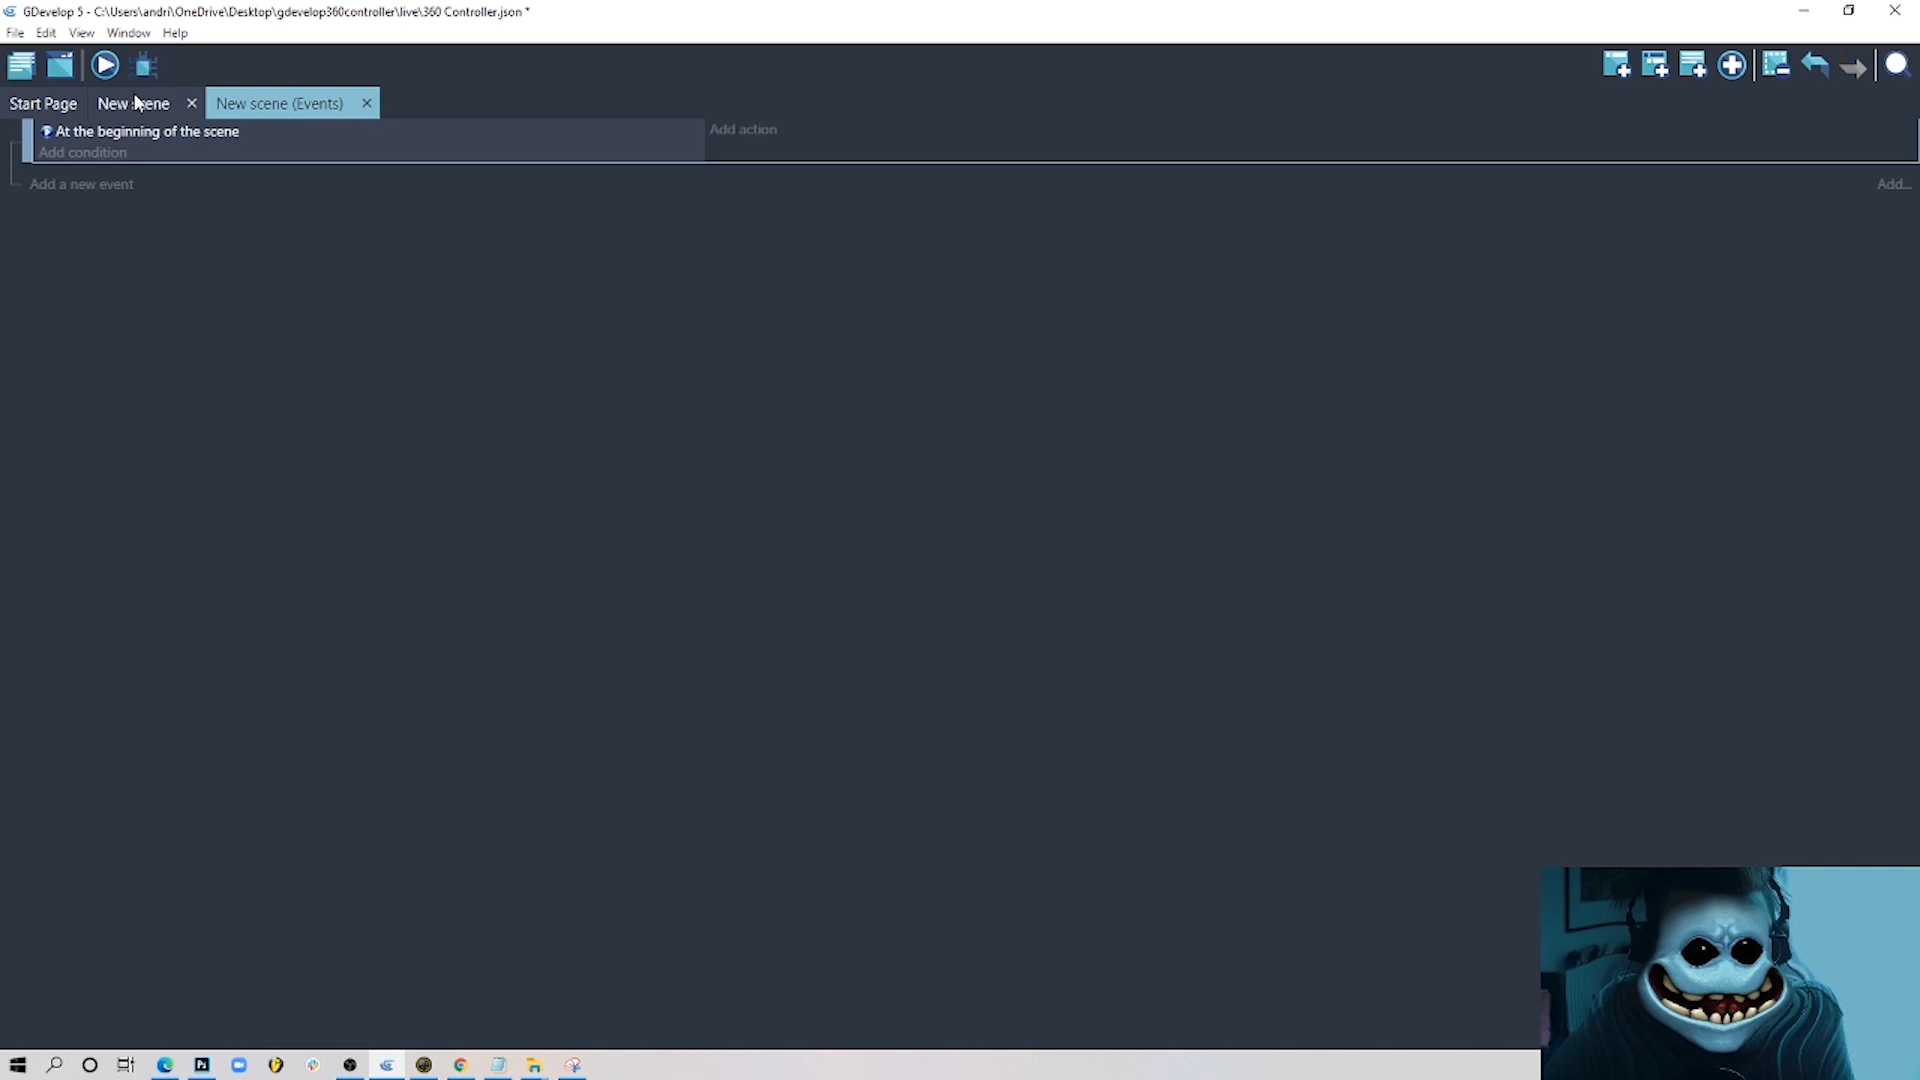 GDevelop 5 - C:\Users\andri\OneDrive\Desktop\gdevelop360controller\live\360 Controller.json *
File Edit View Window Help
Start Page New scene × New scene (Events) ×
At the beginning of the scene
Add condition
Add action
Add a new event
Add...
Ps